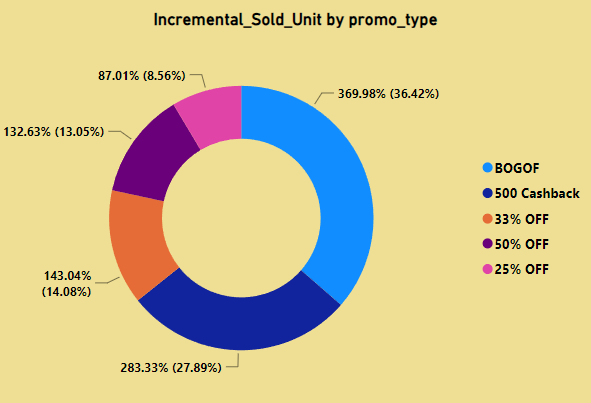 Incremental_Sold_Unit by promo_type
87.01% (8.56%)
369.98% (36.42%)
132.63% (13.05%)
143.04%
(14.08%)
283.33% (27.89%)
BOGOF
500 Cashback
33% OFF
50% OFF
25% OFF